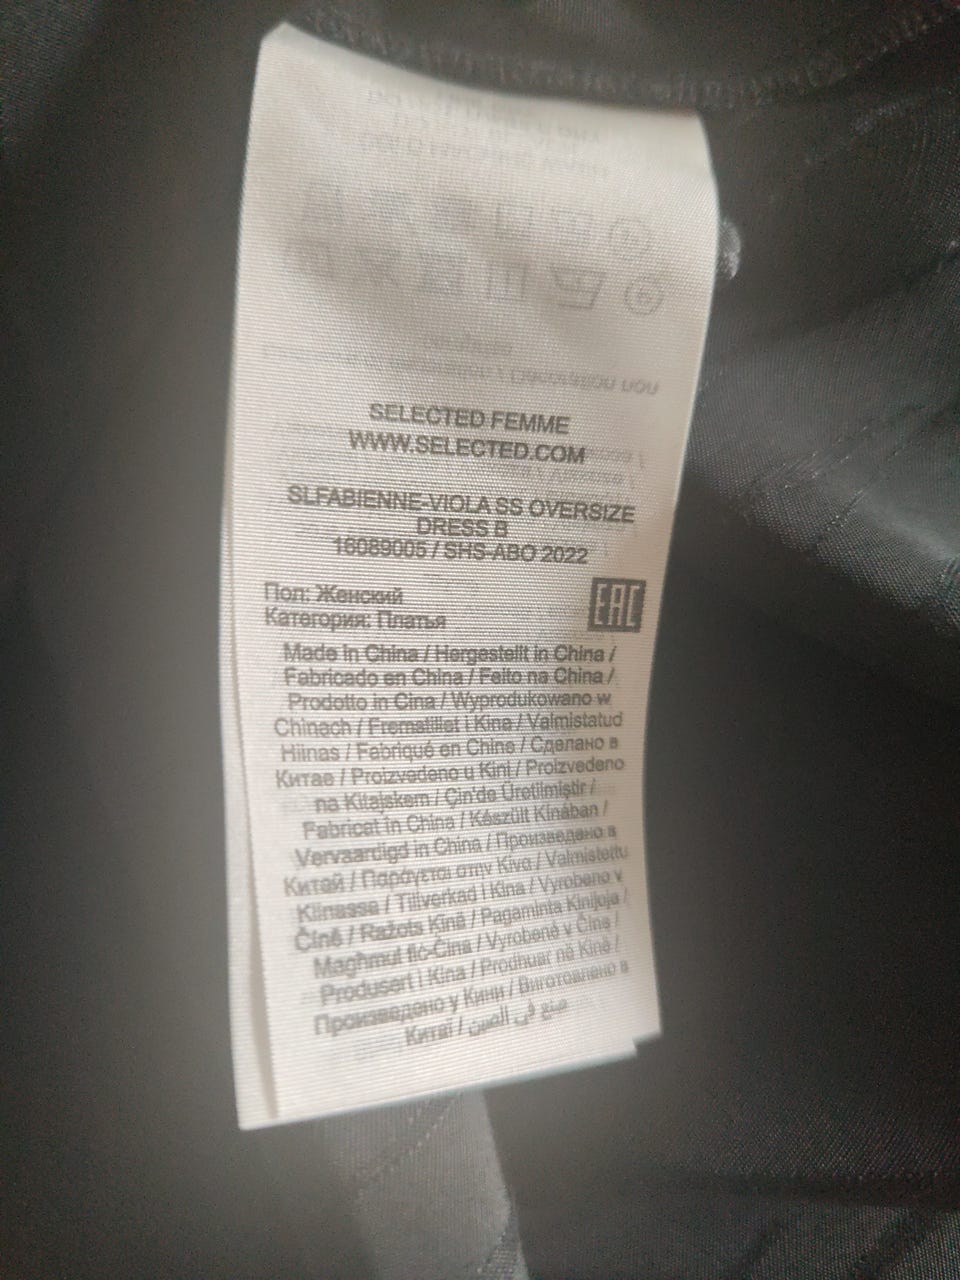 SELECTED FEMME
WWW.SELECTED.COM
SLFABIENNE-VIOLA SS OVERSIZE
DRESS B
16089005 / SHS-ABO 2022
Пол: Женский
Категория: Платья
EAC
Made in China / Hergestellt in China /
Fabricado en China / Feito na China /
Prodotto in Cina / Wyprodukowano w
Chinach / Fremstillet i Kina / Valmistatud
Hiinas / Fabriqué en Chine / Сделано в
Китае / Proizvedeno u Kini / Proizvedeno
na Kitajskem / Çin'de Üretilmiştir /
Fabricat în China / Készült Kínában /
Vervaardigd in China / Произведено в
Китай / Παράγεται στην Κίνα / Valmistettu
Kiinassa / Tillverkad i Kina / Vyrobeno v
Číně / Ražots Ķīnā / Pagaminta Kinijoje /
Magħmul fiċ-Ċina / Vyrobené v Číne /
Produsert i Kina / Prodhuar në Kinë /
Произведено у Кини / Виготовлено в
Китаї / صنع في الصين